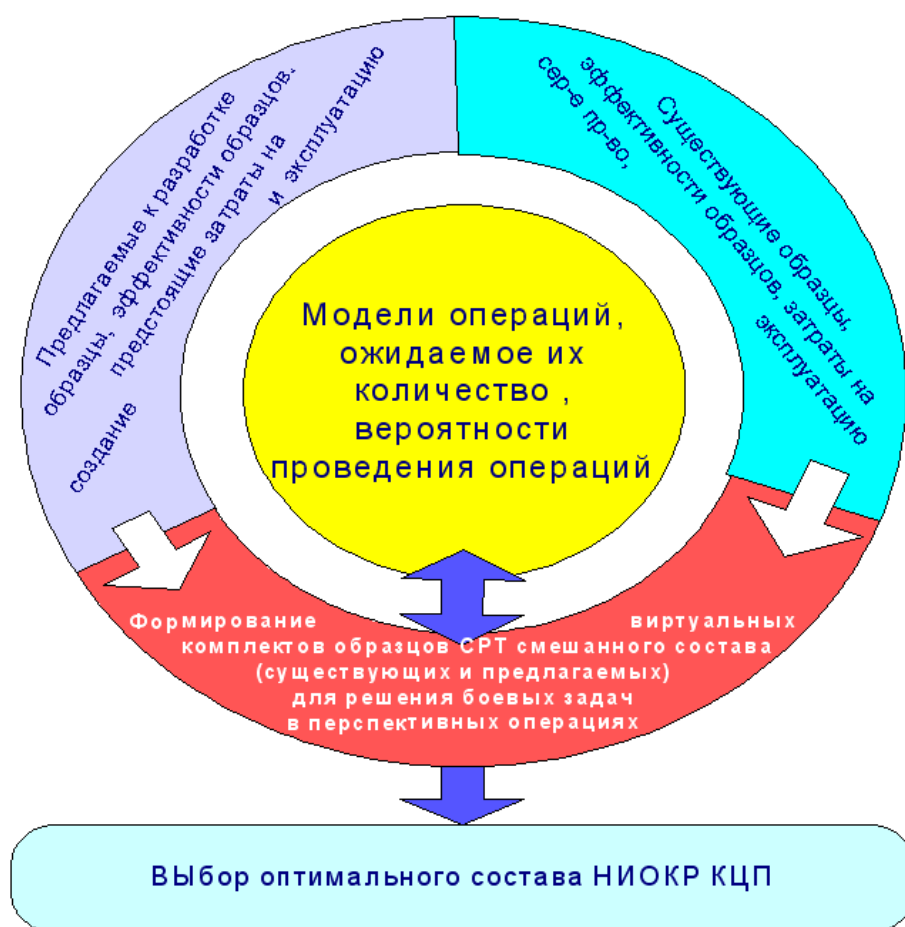 Предлагаемые к разработке
образцы, эффективности образцов.
предстоящие затраты на
создание и эксплуатацию
Существующие образцы,
эффективности образцов, затраты на
сер-е пр-во, эксплуатацию
Модели операций,
ожидаемое их
количество ,
вероятности
проведения операций
Формирование виртуальных
комплектов образцов СРТ смешанного состава
(существующих и предлагаемых)
для решения боевых задач
в перспективных операциях
ВЫбор оптимального состава НИОКР КЦП